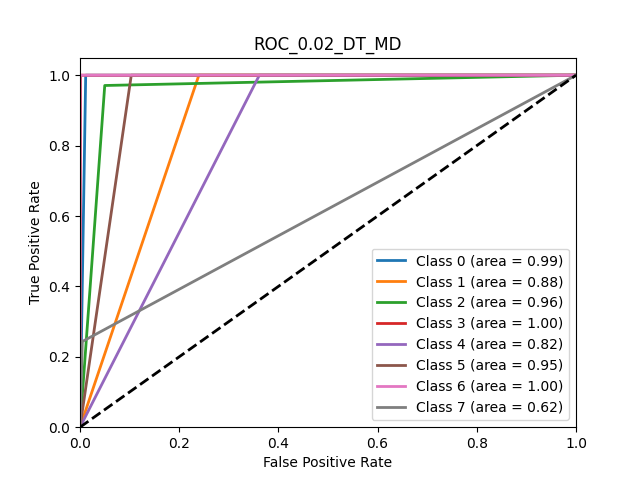 ROC_0.02_DT_MD
True Positive Rate
1.0
0.8
0.6
0.4
0.2
0.0
Class 0 (area = 0.99)
Class 1 (area = 0.88)
Class 2 (area = 0.96)
Class 3 (area = 1.00)
Class 4 (area = 0.82)
Class 5 (area = 0.95)
Class 6 (area = 1.00)
Class 7 (area = 0.62)
0.0 0.2 0.4 0.6 0.8 1.0
False Positive Rate